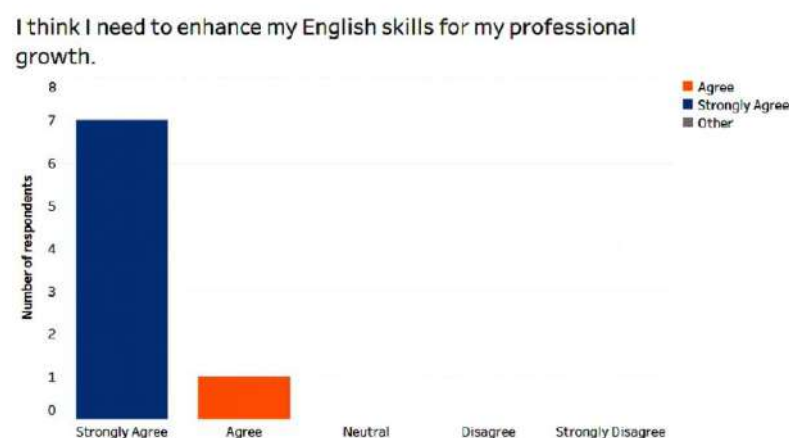 I think I need to enhance my English skills for my professional
growth.
8
7
6
5
4
3
2
1
0
Number of respondents
Strongly Agree
Agree
Neutral
Disagree
Strongly Disagree
Agree
Strongly Agree
Other